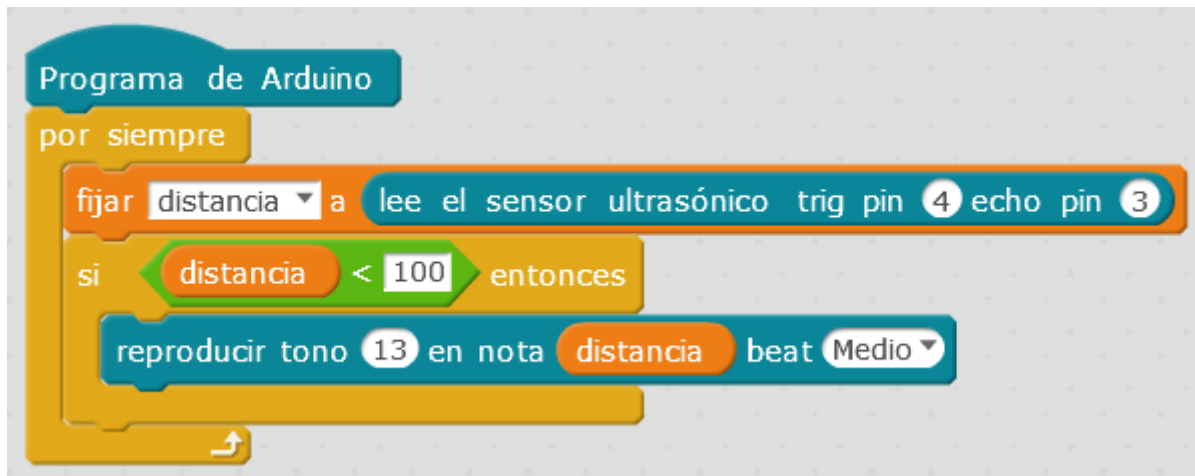 Programa de Arduino
por siempre
fijar distancia a lee el sensor ultrasónico trig pin 4 echo pin 3
si distancia < 100 entonces
reproducir tono 13 en nota distancia beat Medio